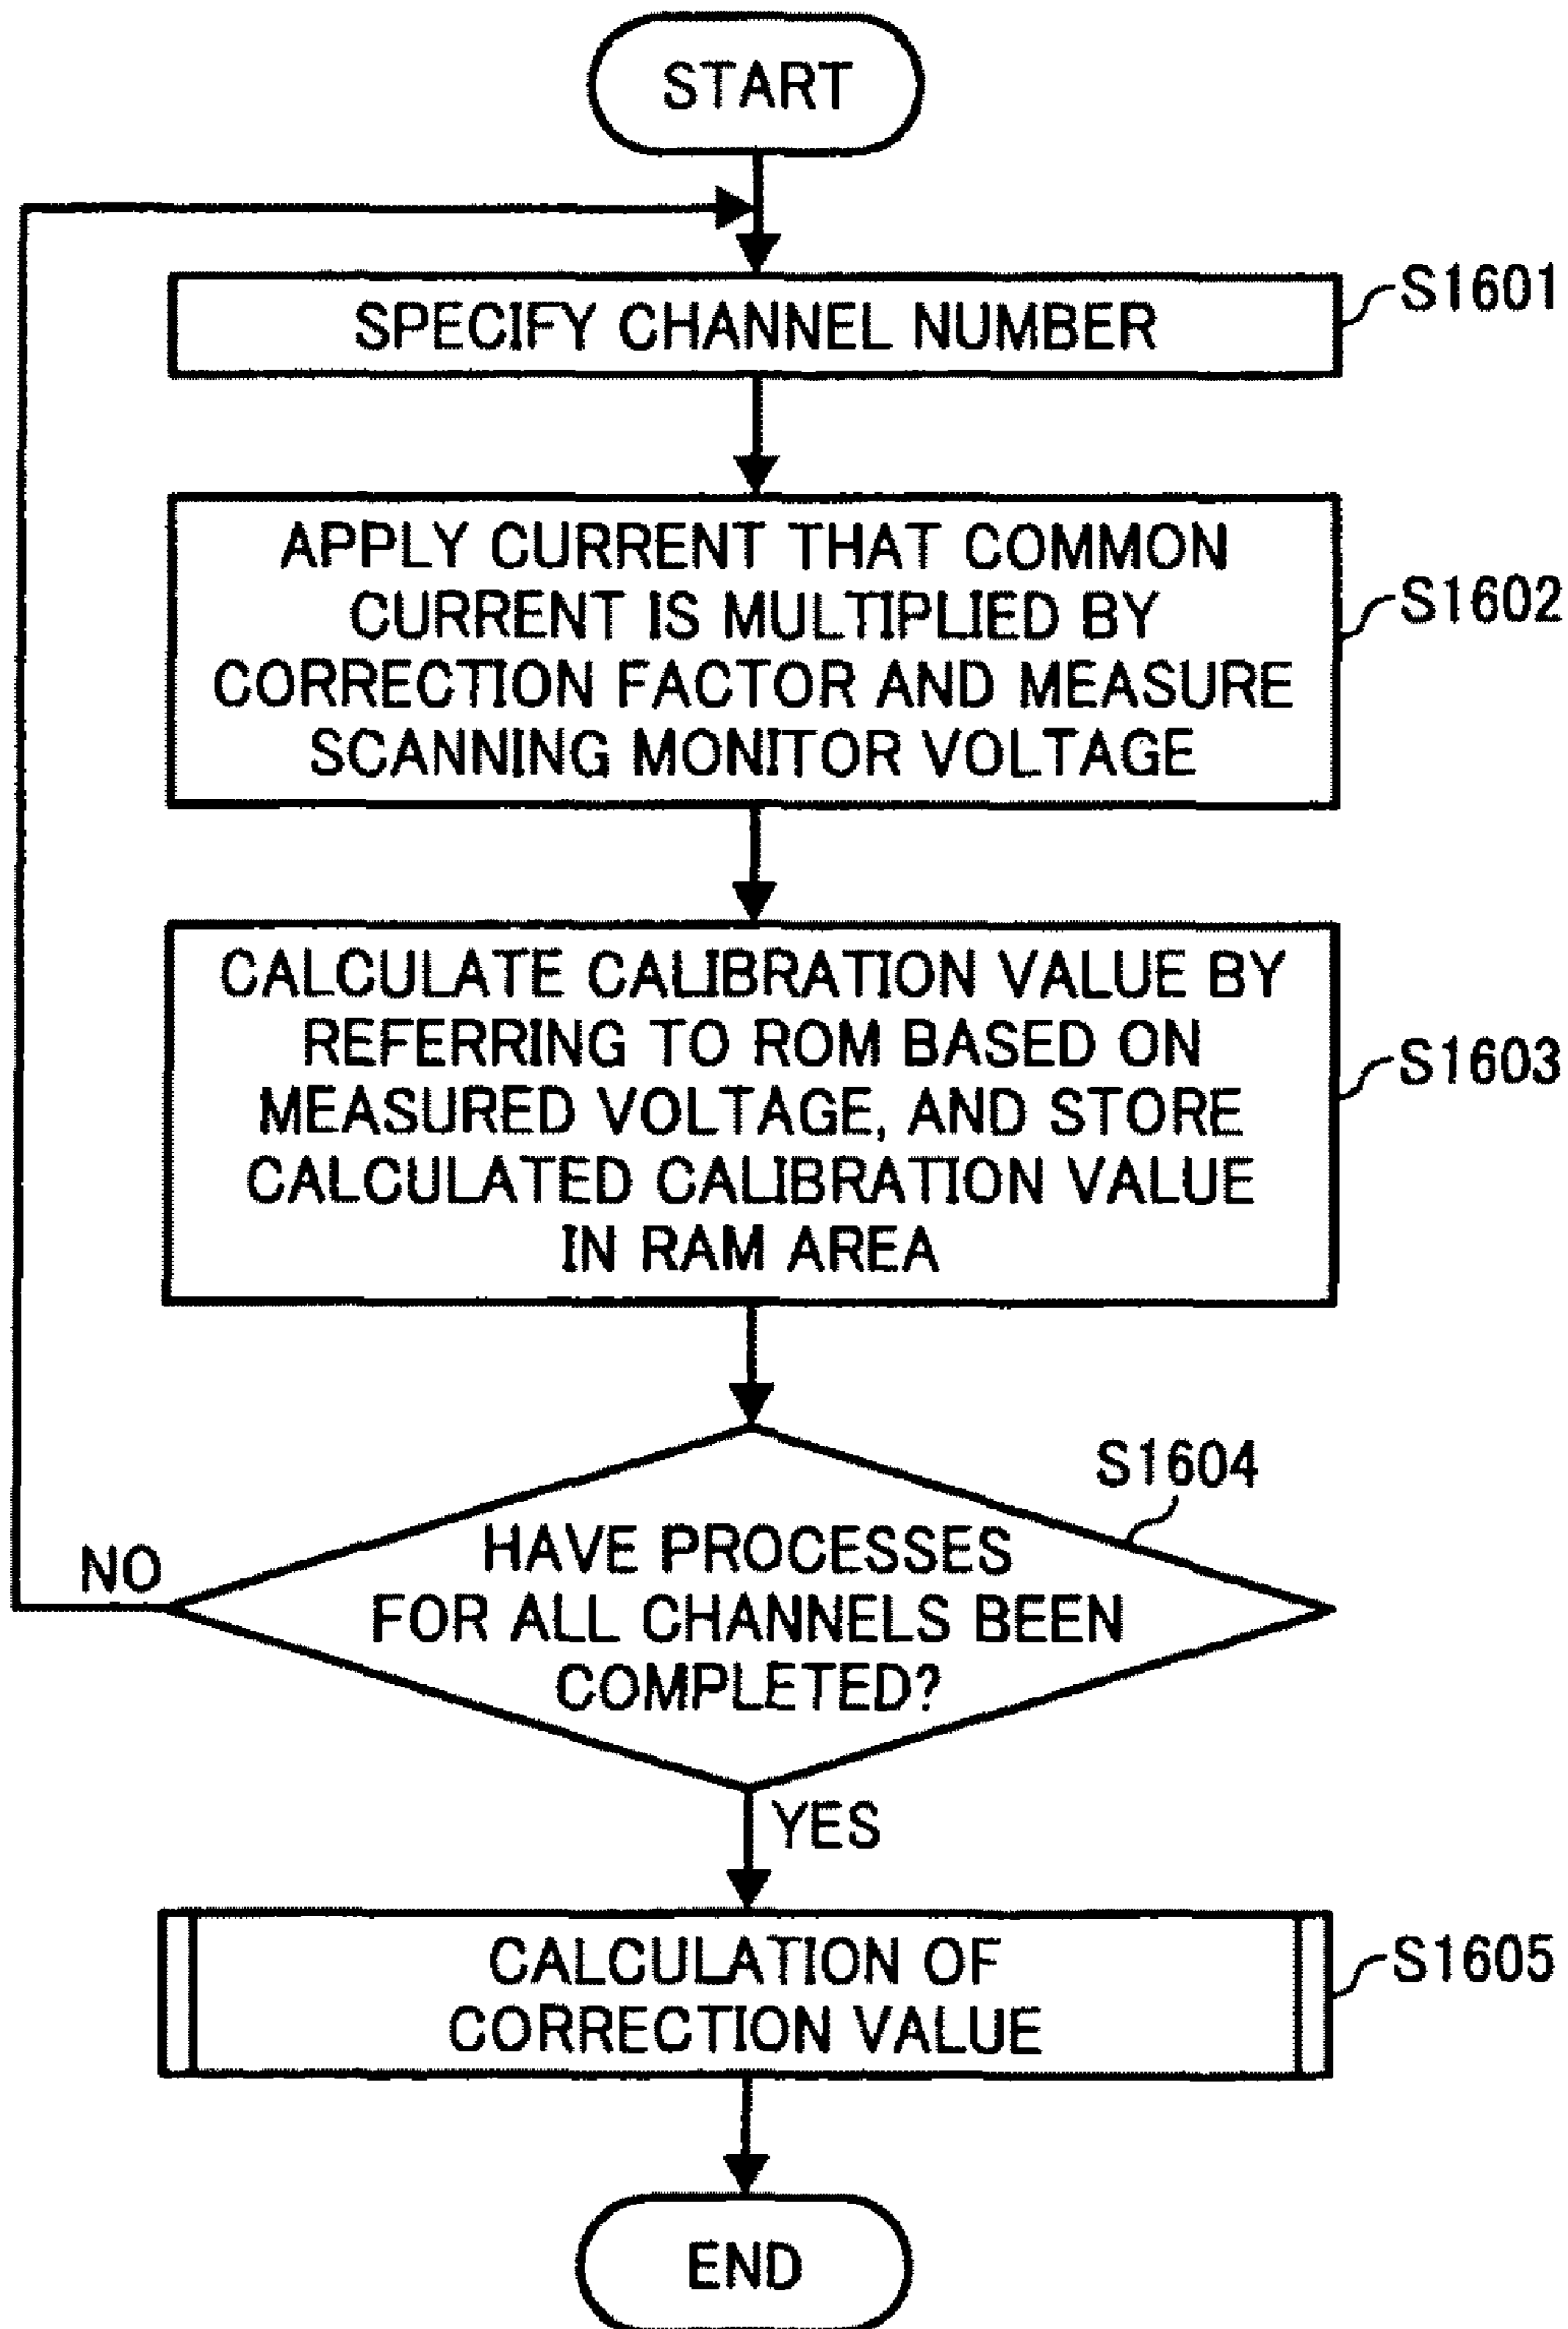 START
SPECIFY CHANNEL NUMBER
S1601
APPLY CURRENT THAT COMMON
CURRENT IS MULTIPLIED BY
CORRECTION FACTOR AND MEASURE
SCANNING MONITOR VOLTAGE
S1602
CALCULATE CALIBRATION VALUE BY
REFERRING TO ROM BASED ON
MEASURED VOLTAGE, AND STORE
CALCULATED CALIBRATION VALUE
IN RAM AREA
S1603
S1604
HAVE PROCESSES
FOR ALL CHANNELS BEEN
COMPLETED?
NO
YES
CALCULATION OF
CORRECTION VALUE
S1605
END